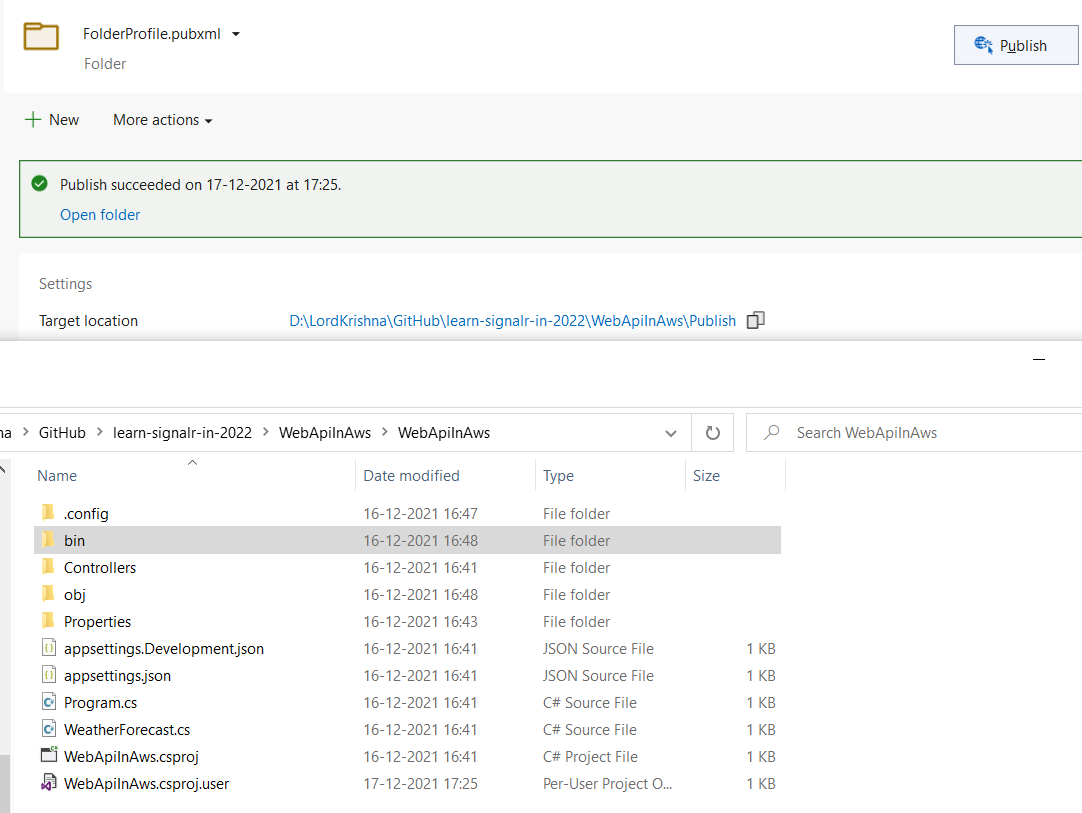 FolderProfile.pubxml
Folder
Publish
New
More actions
Publish succeeded on 17-12-2021 at 17:25.
Open folder
Settings
Target location D:\LordKrishna\GitHub\learn-signalr-in-2022\WebApiInAws\Publish
na > GitHub > learn-signalr-in-2022 > WebApiInAws > WebApiInAws
Search WebApiInAws
Name Date modified Type Size
.config 16-12-2021 16:47 File folder
bin 16-12-2021 16:48 File folder
Controllers 16-12-2021 16:41 File folder
obj 16-12-2021 16:48 File folder
Properties 16-12-2021 16:43 File folder
appsettings.Development.json 16-12-2021 16:41 JSON Source File 1 KB
appsettings.json 16-12-2021 16:41 JSON Source File 1 KB
Program.cs 16-12-2021 16:41 C# Source File 1 KB
WeatherForecast.cs 16-12-2021 16:41 C# Source File 1 KB
WebApiInAws.csproj 16-12-2021 16:41 C# Project File 1 KB
WebApiInAws.csproj.user 17-12-2021 17:25 Per-User Project O... 1 KB